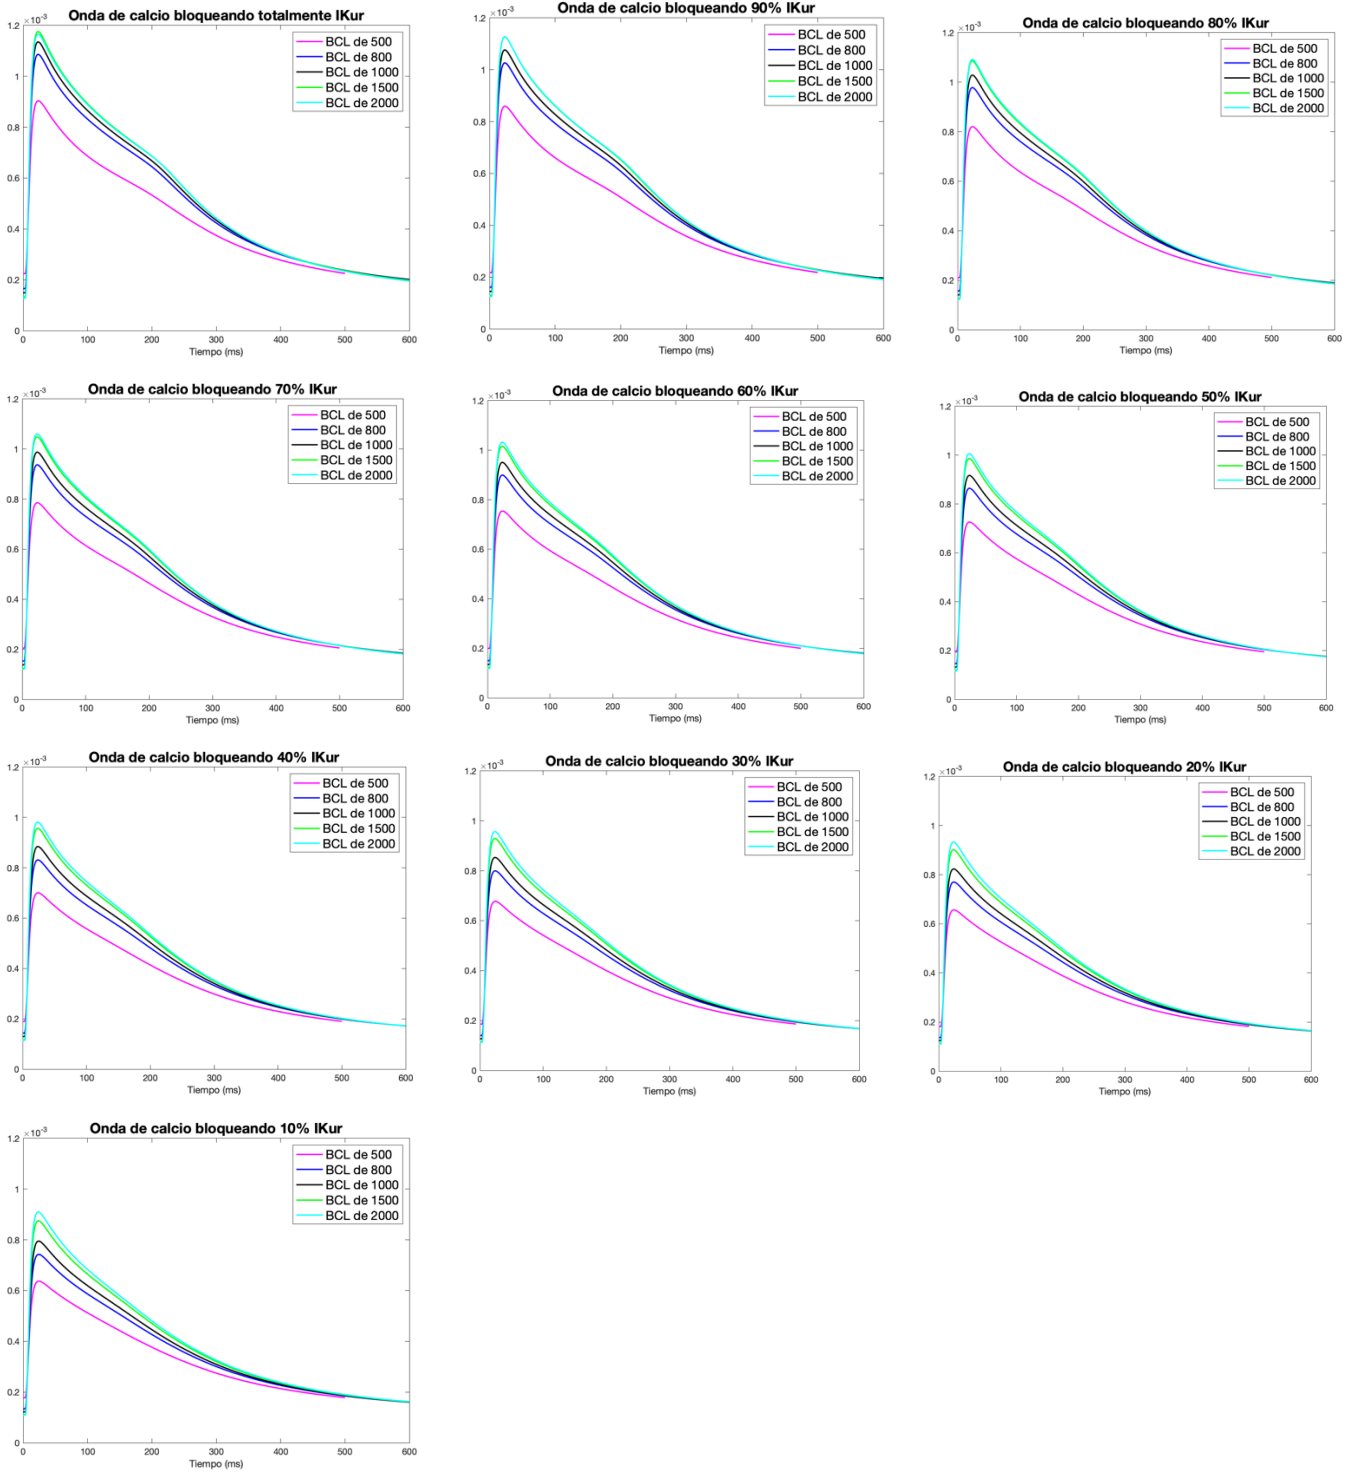 Onda de calcio bloqueando totalmente IKur
×10⁻³
1.2
1
0.8
0.6
0.4
0.2
0
BCL de 500
BCL de 800
BCL de 1000
BCL de 1500
BCL de 2000
0 100 200 300 400 500 600
Tiempo (ms)
Onda de calcio bloqueando 90% IKur
×10⁻³
1.2
1
0.8
0.6
0.4
0.2
0
BCL de 500
BCL de 800
BCL de 1000
BCL de 1500
BCL de 2000
0 100 200 300 400 500 600
Tiempo (ms)
Onda de calcio bloqueando 80% IKur
×10⁻³
1.2
1
0.8
0.6
0.4
0.2
0
BCL de 500
BCL de 800
BCL de 1000
BCL de 1500
BCL de 2000
0 100 200 300 400 500 600
Tiempo (ms)
Onda de calcio bloqueando 70% IKur
×10⁻³
1.2
1
0.8
0.6
0.4
0.2
0
BCL de 500
BCL de 800
BCL de 1000
BCL de 1500
BCL de 2000
0 100 200 300 400 500 600
Tiempo (ms)
Onda de calcio bloqueando 60% IKur
×10⁻³
1.2
1
0.8
0.6
0.4
0.2
0
BCL de 500
BCL de 800
BCL de 1000
BCL de 1500
BCL de 2000
0 100 200 300 400 500 600
Tiempo (ms)
Onda de calcio bloqueando 50% IKur
×10⁻³
1.2
1
0.8
0.6
0.4
0.2
0
BCL de 500
BCL de 800
BCL de 1000
BCL de 1500
BCL de 2000
0 100 200 300 400 500 600
Tiempo (ms)
Onda de calcio bloqueando 40% IKur
×10⁻³
1.2
1
0.8
0.6
0.4
0.2
0
BCL de 500
BCL de 800
BCL de 1000
BCL de 1500
BCL de 2000
0 100 200 300 400 500 600
Tiempo (ms)
Onda de calcio bloqueando 30% IKur
×10⁻³
1.2
1
0.8
0.6
0.4
0.2
0
BCL de 500
BCL de 800
BCL de 1000
BCL de 1500
BCL de 2000
0 100 200 300 400 500 600
Tiempo (ms)
Onda de calcio bloqueando 20% IKur
×10⁻³
1.2
1
0.8
0.6
0.4
0.2
0
BCL de 500
BCL de 800
BCL de 1000
BCL de 1500
BCL de 2000
0 100 200 300 400 500 600
Tiempo (ms)
Onda de calcio bloqueando 10% IKur
×10⁻³
1.2
1
0.8
0.6
0.4
0.2
0
BCL de 500
BCL de 800
BCL de 1000
BCL de 1500
BCL de 2000
0 100 200 300 400 500 600
Tiempo (ms)